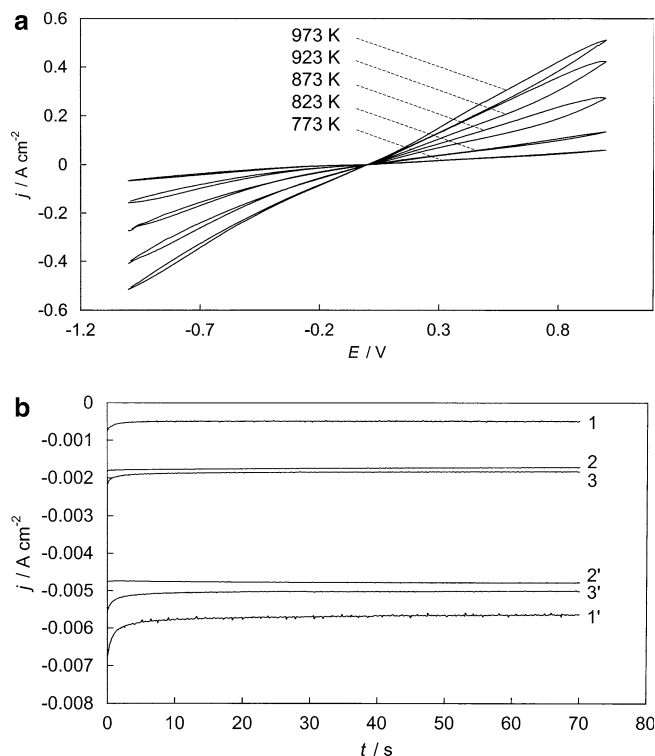 a
0.6
0.4
0.2
0
-0.2
-0.4
-0.6
j / A cm-2
973 K
923 K
873 K
823 K
773 K
-1.2 -0.7 -0.2 0.3 0.8
E / V
b
0
-0.001
-0.002
-0.003
-0.004
-0.005
-0.006
-0.007
-0.008
j / A cm-2
1
2
3
2'
3'
1'
0 10 20 30 40 50 60 70 80
t / s